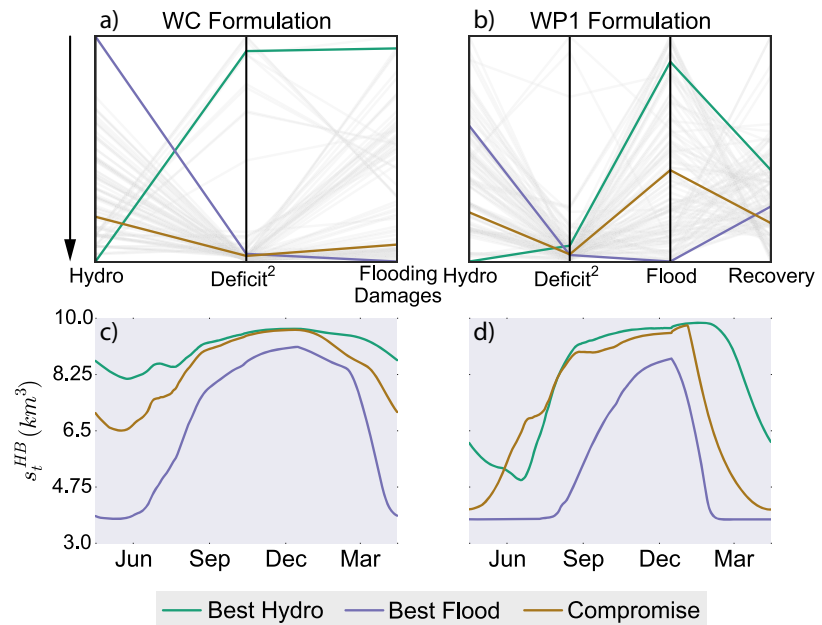 a) WC Formulation
b) WP1 Formulation
Hydro
Deficit²
Flooding Damages
Hydro
Deficit²
Flood
Recovery
c)
d)
10.0
8.25
6.5
4.75
3.0
s_t^{HB} (km³)
Jun
Sep
Dec
Mar
Jun
Sep
Dec
Mar
Best Hydro
Best Flood
Compromise